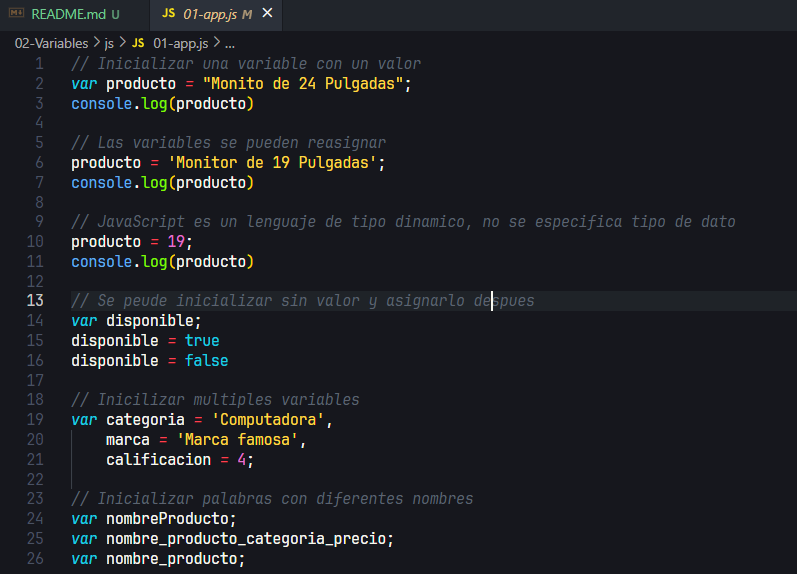 README.md U JS 01-app.js M ×
02-Variables > js > JS 01-app.js > ...
1 // Inicializar una variable con un valor
2 var producto = "Monito de 24 Pulgadas";
3 console.log(producto)
4
5 // Las variables se pueden reasignar
6 producto = 'Monitor de 19 Pulgadas';
7 console.log(producto)
8
9 // JavaScript es un lenguaje de tipo dinamico, no se especifica tipo de dato
10 producto = 19;
11 console.log(producto)
12
13 // Se peude inicializar sin valor y asignarlo despues
14 var disponible;
15 disponible = true
16 disponible = false
17
18 // Inicilizar multiples variables
19 var categoria = 'Computadora',
20 marca = 'Marca famosa',
21 calificacion = 4;
22
23 // Inicializar palabras con diferentes nombres
24 var nombreProducto;
25 var nombre_producto_categoria_precio;
26 var nombre_producto;